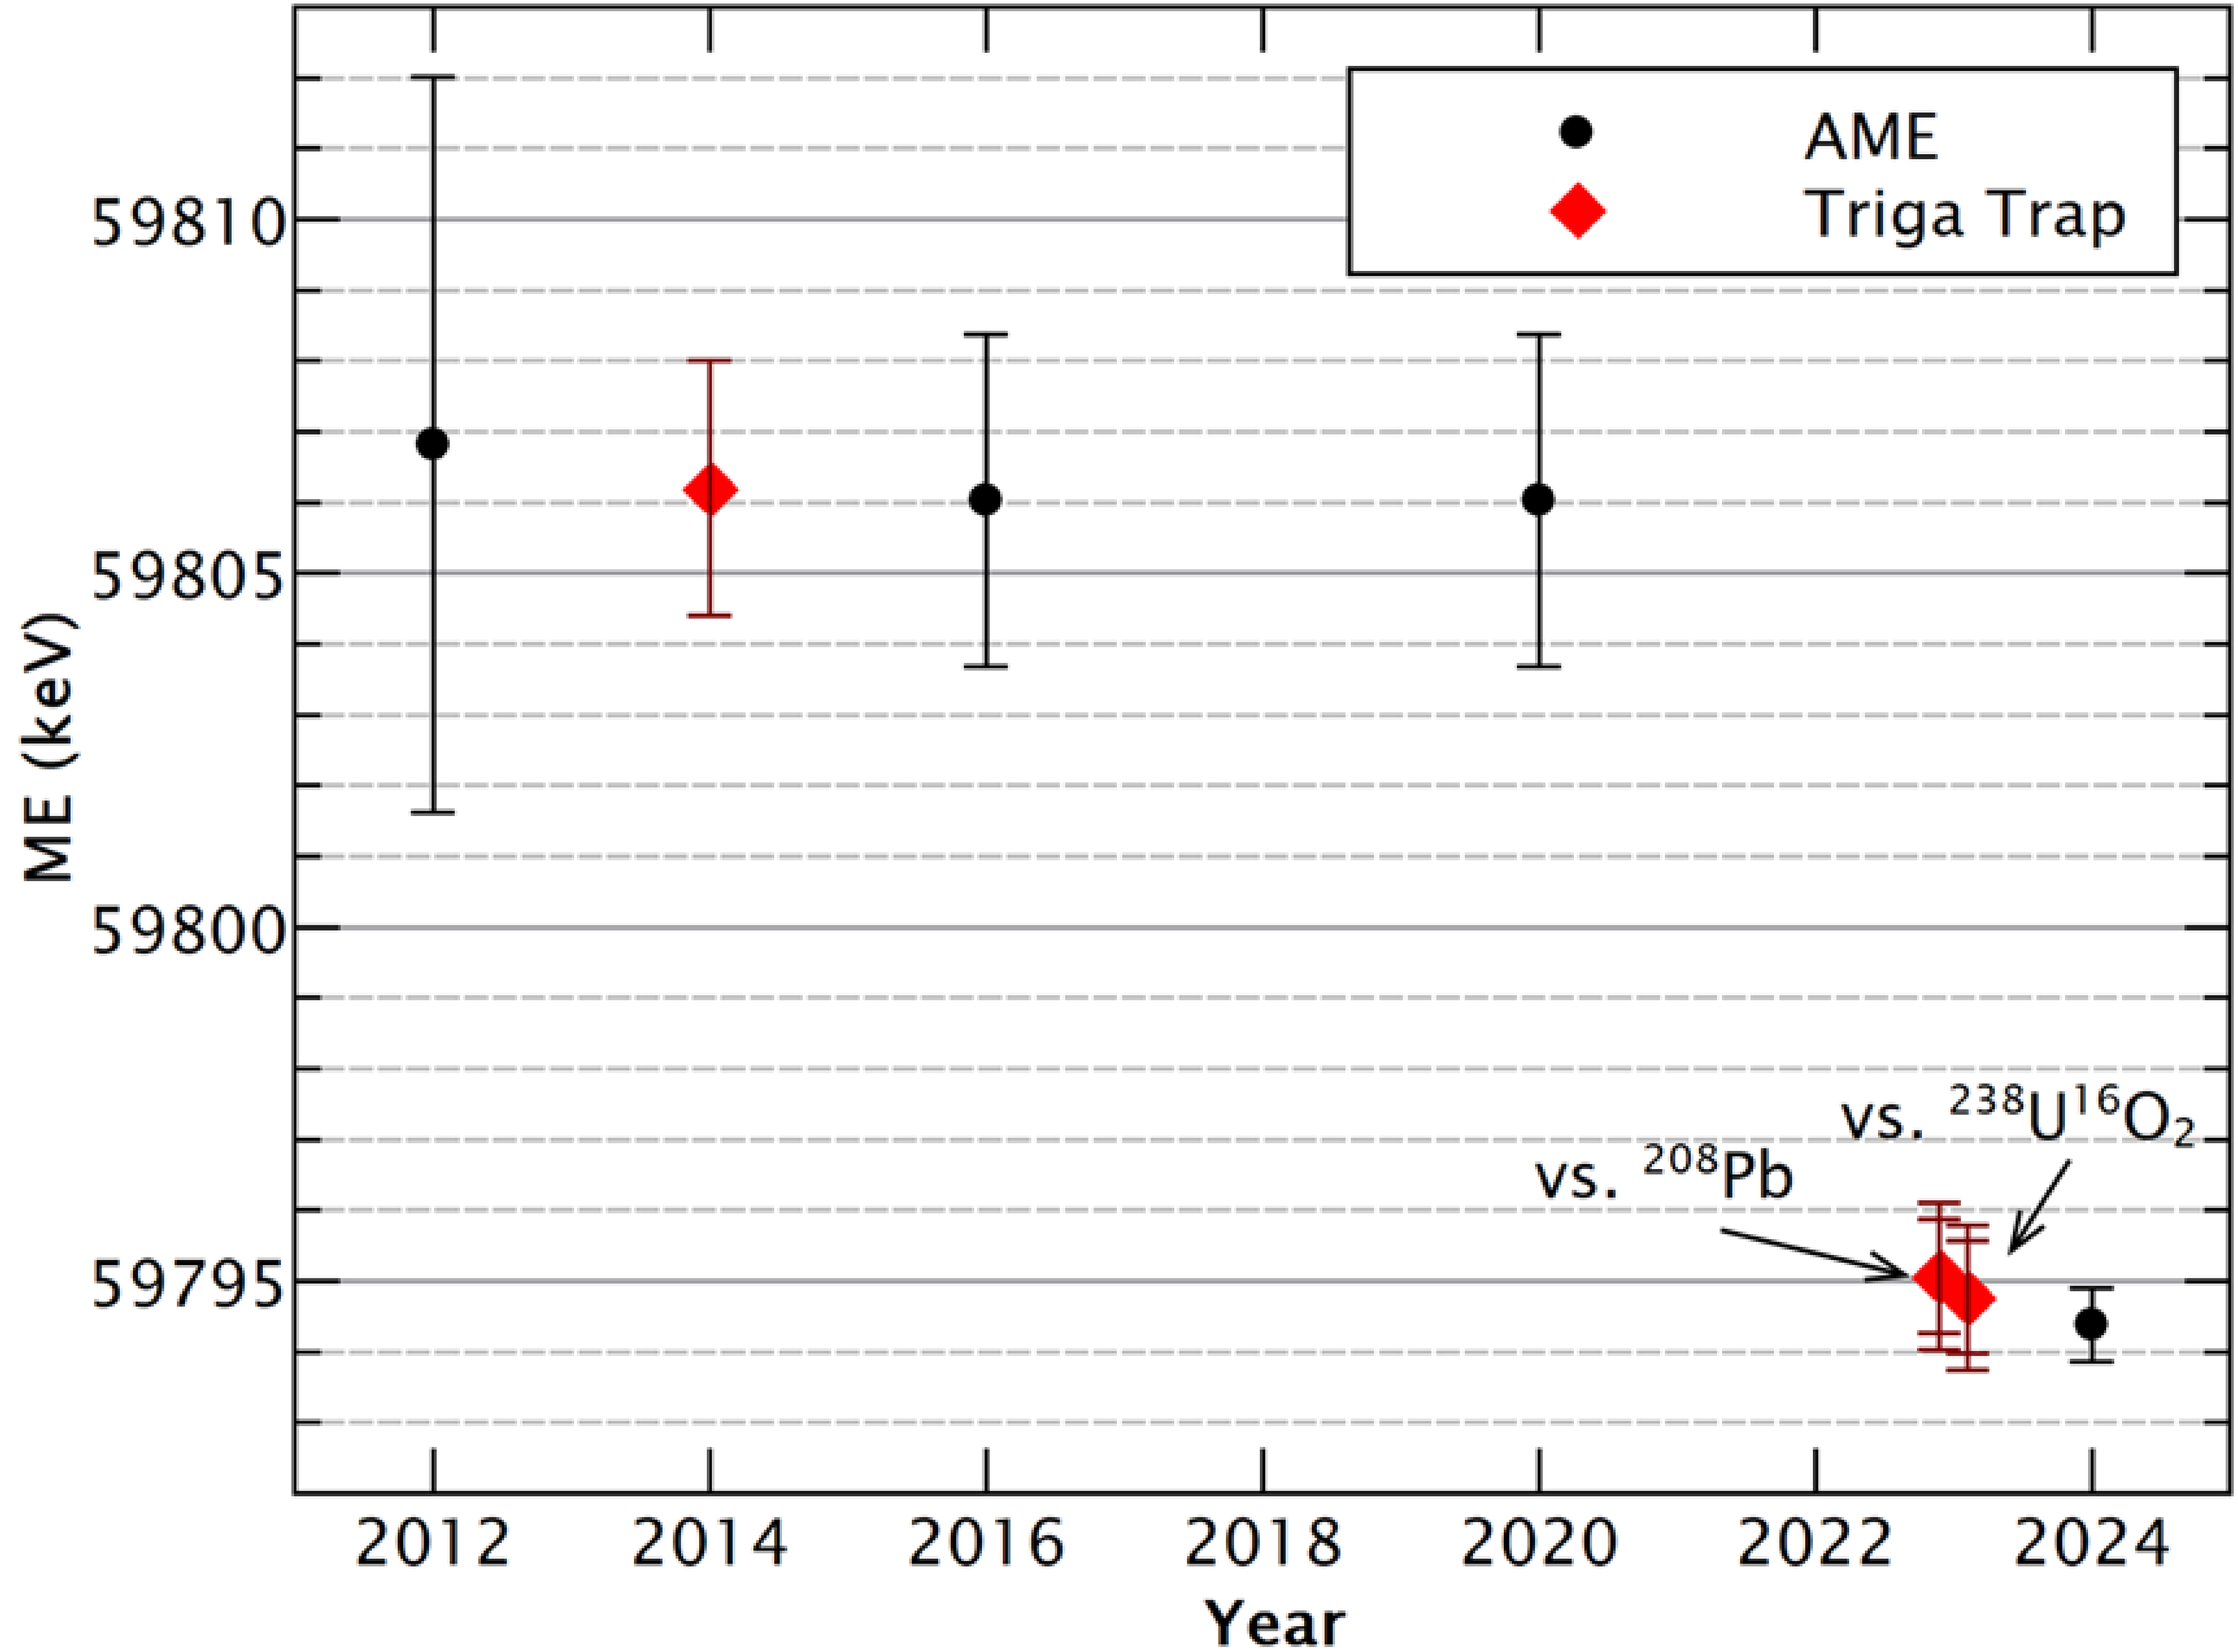 AME
Triga Trap
59810
59805
59800
59795
ME (keV)
vs. ²³⁸U¹⁶O₂
vs. ²⁰⁸Pb
2012 2014 2016 2018 2020 2022 2024
Year